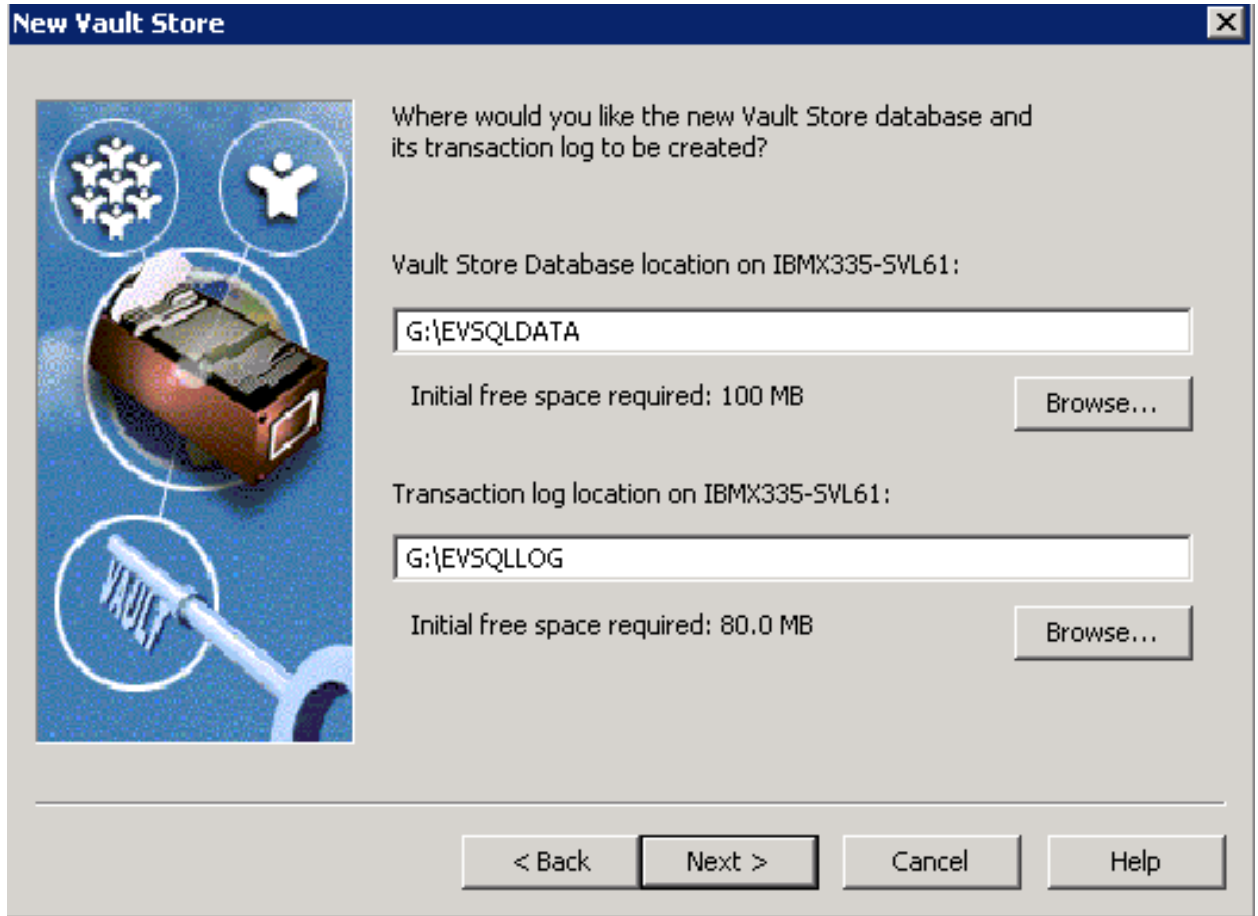 New Vault Store
Where would you like the new Vault Store database and
its transaction log to be created?
Vault Store Database location on IBMX335-SVL61:
G:\EVSQLDATA
Initial free space required: 100 MB
Browse...
Transaction log location on IBMX335-SVL61:
G:\EVSQLLOG
Initial free space required: 80.0 MB
Browse...
VAULT
< Back Next > Cancel Help